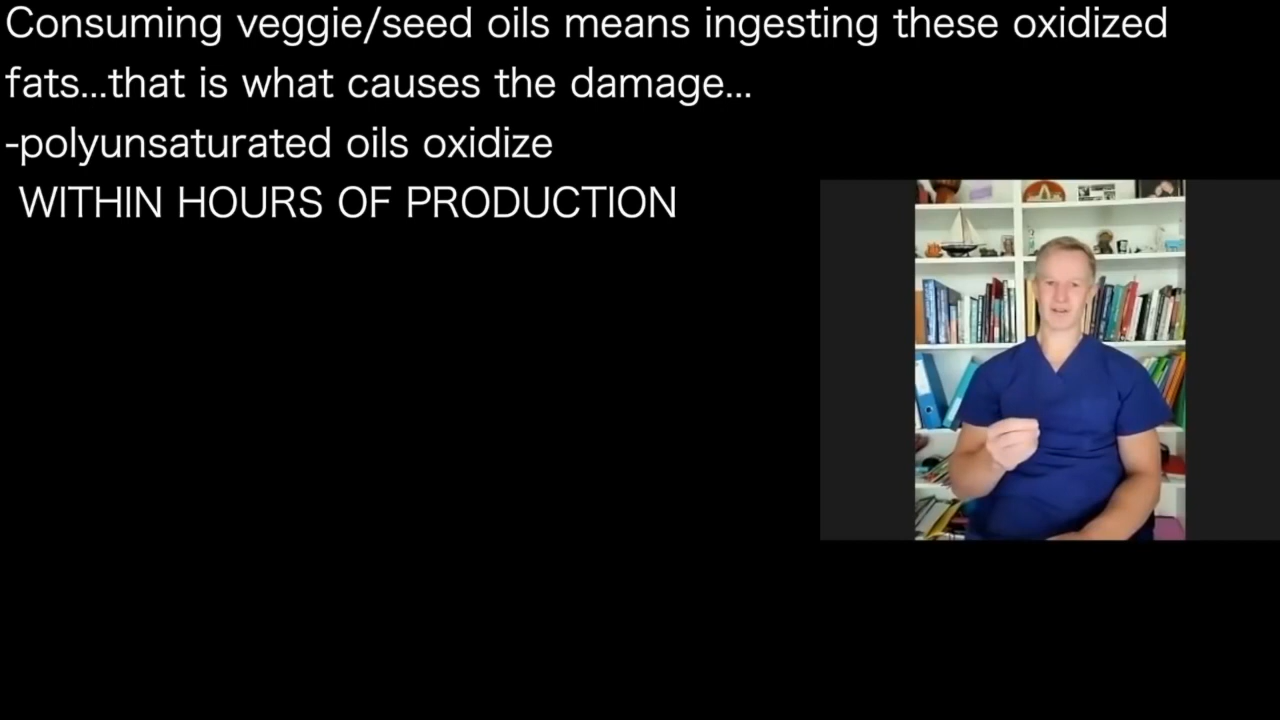 Consuming veggie/seed oils means ingesting these oxidized
fats...that is what causes the damage...
-polyunsaturated oils oxidize
WITHIN HOURS OF PRODUCTION